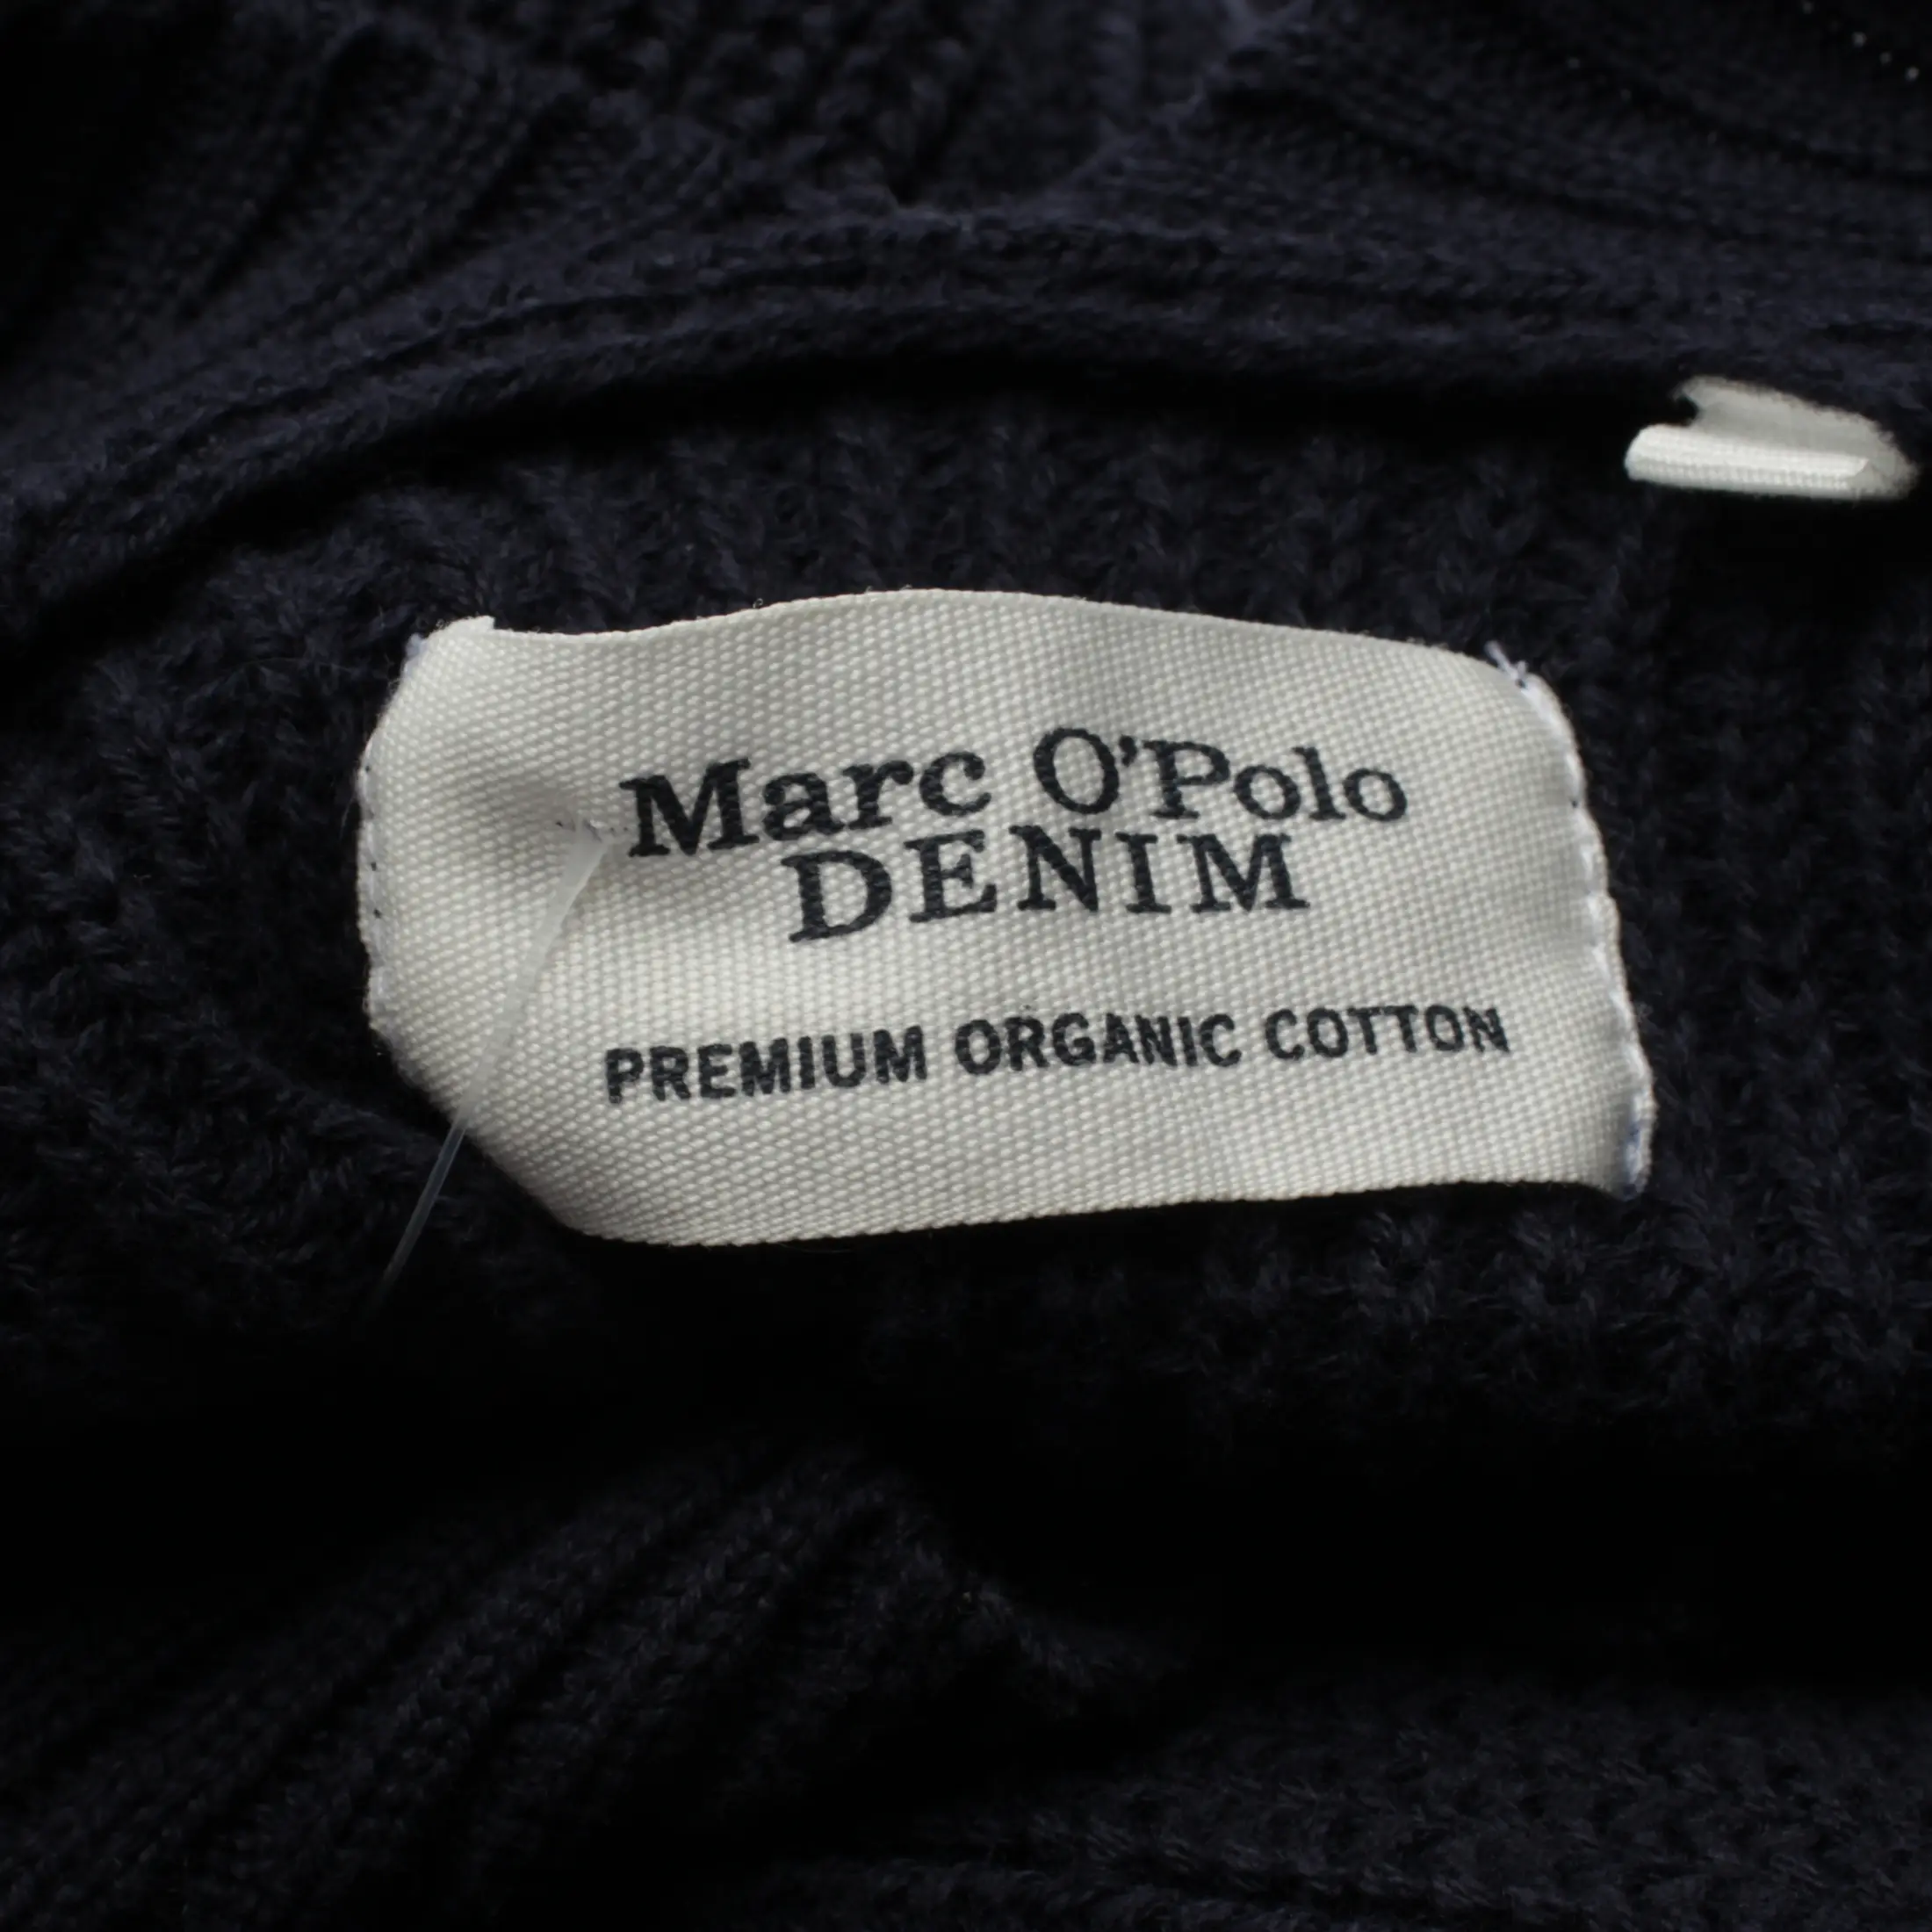 Marc O'Polo
DENIM
PREMIUM ORGANIC COTTON